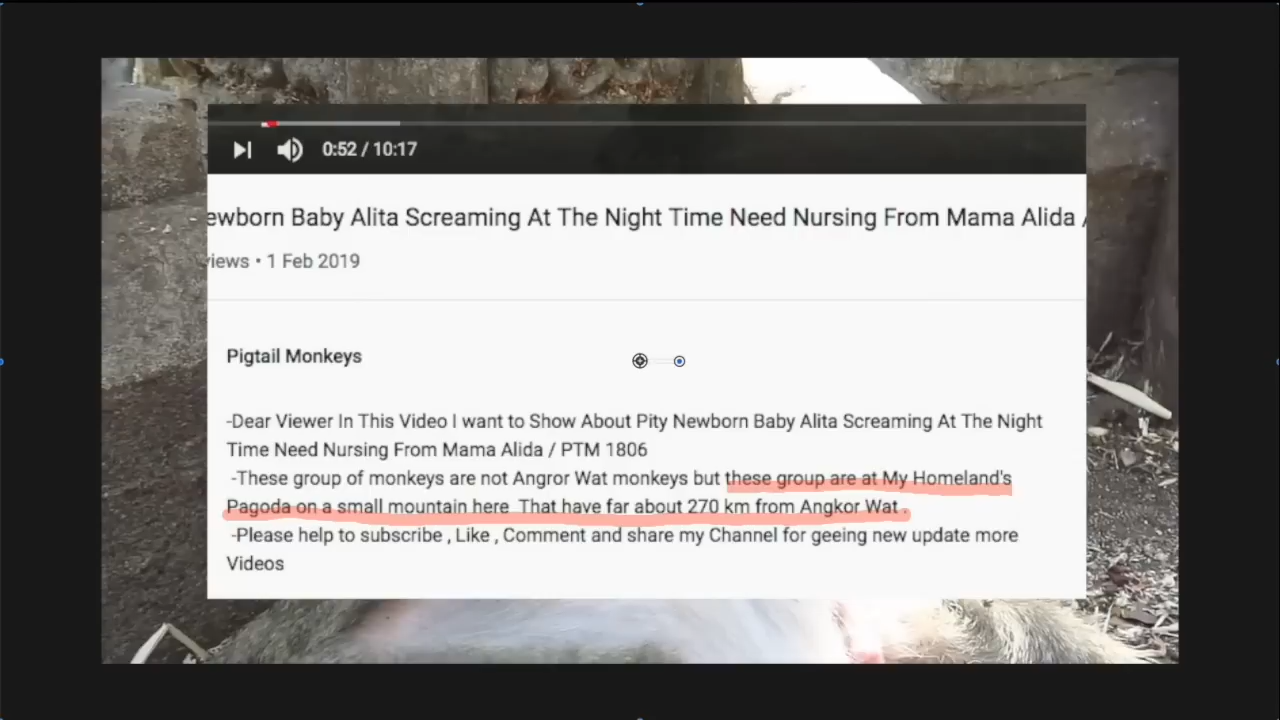 0:52 / 10:17
ewborn Baby Alita Screaming At The Night Time Need Nursing From Mama Alida /
views • 1 Feb 2019
Pigtail Monkeys
-Dear Viewer In This Video I want to Show About Pity Newborn Baby Alita Screaming At The Night
Time Need Nursing From Mama Alida / PTM 1806
-These group of monkeys are not Angror Wat monkeys but these group are at My Homeland's
Pagoda on a small mountain here That have far about 270 km from Angkor Wat .
-Please help to subscribe , Like , Comment and share my Channel for geeing new update more
Videos